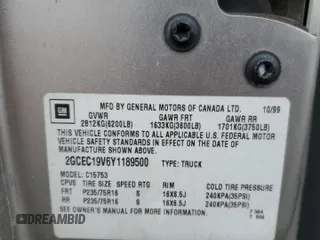 GM
MFD BY GENERAL MOTORS OF CANADA LTD. 10/99
GVWR GAWR FRT GAWR RR
2812KG(6200LB) 1633KG(3600LB) 1701KG(3750LB)
THIS VEHICLE CONFORMS TO ALL APPLICABLE U.S.
FEDERAL MOTOR VEHICLE SAFETY STANDARDS IN
EFFECT ON THE DATE OF MANUFACTURE SHOWN ABOVE.
2GCEC19V6Y1189500 TYPE: TRUCK
MODEL: C15753
TIRE SIZE SPEED RTG RIM COLD TIRE PRESSURE
FRT P235/75R16 S 16X6.5J 240KPA(35PSI)
RR P235/75R16 S 16X6.5J 240KPA(35PSI)
SEE OWNER'S MANUAL FOR MORE INFORMATION.
BIDFAX